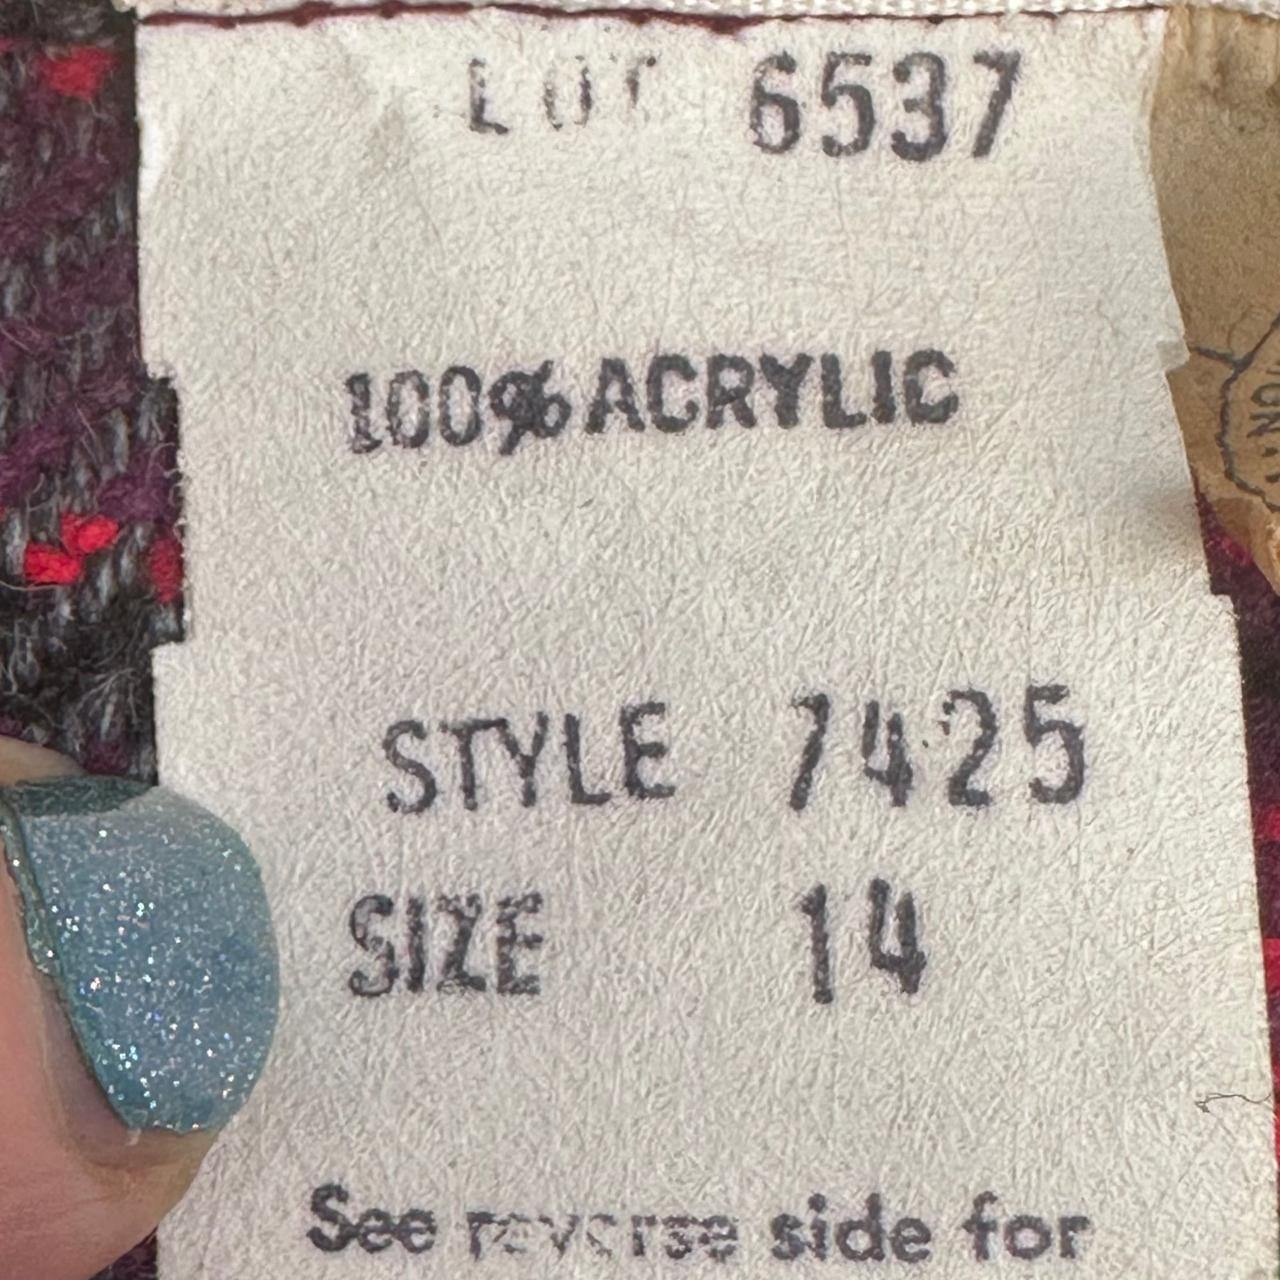 LOT 6537
100% ACRYLIC
STYLE 7425
SIZE 14
See reverse side for